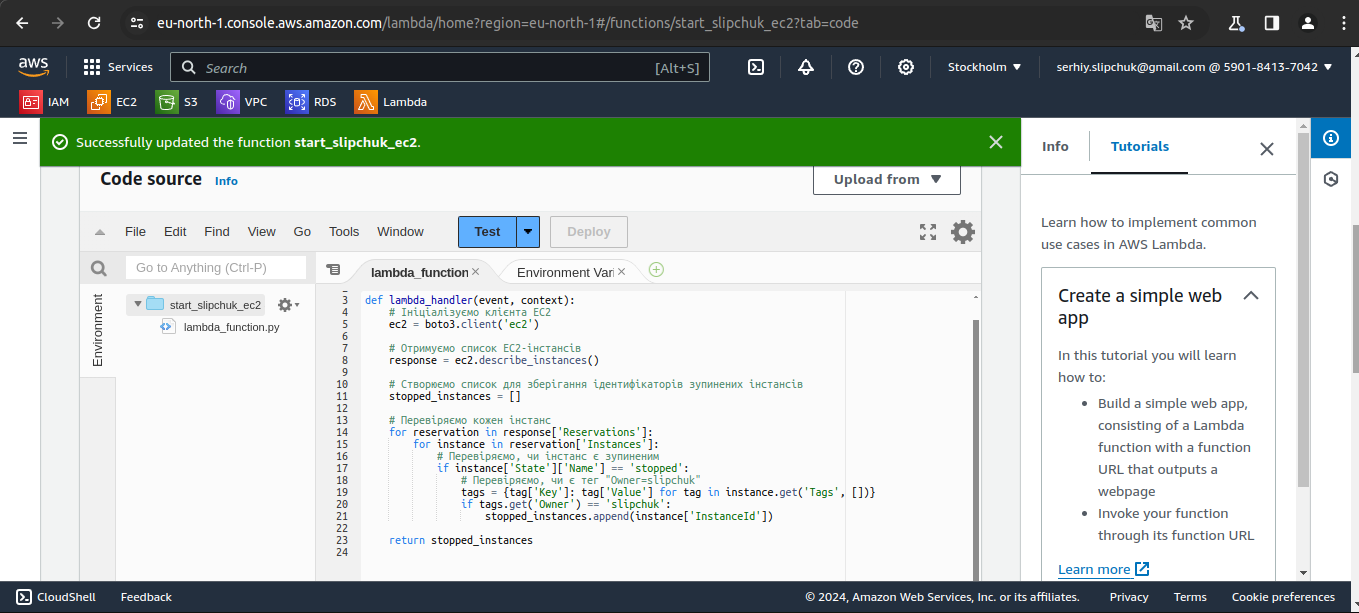 eu-north-1.console.aws.amazon.com/lambda/home?region=eu-north-1#/functions/start_slipchuk_ec2?tab=code
aws
Services
Search
[Alt+S]
Stockholm
serhiy.slipchuk@gmail.com @ 5901-8413-7042
IAM
EC2
S3
VPC
RDS
Lambda
Successfully updated the function start_slipchuk_ec2.
Code source
Info
Upload from
File Edit Find View Go Tools Window
Test
Deploy
Go to Anything (Ctrl-P)
lambda_function
Environment Vari
Environment
start_slipchuk_ec2
lambda_function.py
3 def lambda_handler(event, context):
4 # Ініціалізуємо клієнта EC2
5 ec2 = boto3.client('ec2')
6
7 # Отримуємо список EC2-інстансів
8 response = ec2.describe_instances()
9
10 # Створюємо список для зберігання ідентифікаторів зупинених інстансів
11 stopped_instances = []
12
13 # Перевіряємо кожен інстанс
14 for reservation in response['Reservations']:
15 for instance in reservation['Instances']:
16 # Перевіряємо, чи інстанс є зупиненим
17 if instance['State']['Name'] == 'stopped':
18 # Перевіряємо, чи є тег "Owner=slipchuk"
19 tags = {tag['Key']: tag['Value'] for tag in instance.get('Tags', [])}
20 if tags.get('Owner') == 'slipchuk':
21 stopped_instances.append(instance['InstanceId'])
22
23 return stopped_instances
24
Info
Tutorials
Learn how to implement common
use cases in AWS Lambda.
Create a simple web
app
In this tutorial you will learn
how to:
• Build a simple web app,
consisting of a Lambda
function with a function
URL that outputs a
webpage
• Invoke your function
through its function URL
Learn more
CloudShell
Feedback
© 2024, Amazon Web Services, Inc. or its affiliates.
Privacy
Terms
Cookie preferences